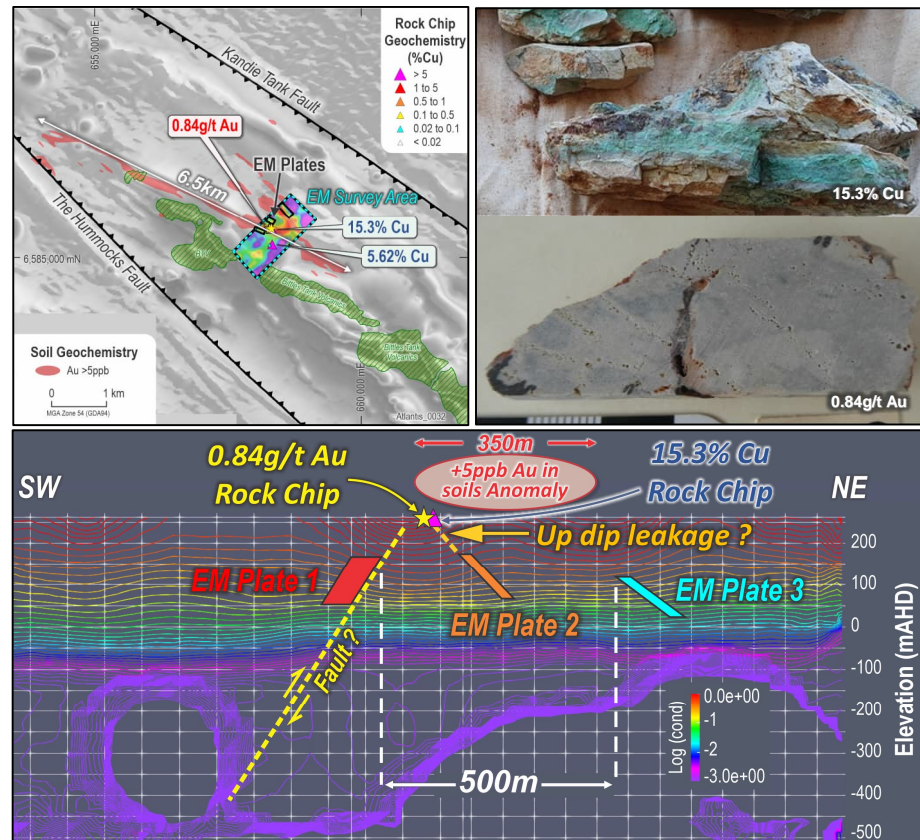 655,000 mE
Kandie Tank Fault
Rock Chip
Geochemistry
(%Cu)
> 5
1 to 5
0.5 to 1
0.1 to 0.5
0.02 to 0.1
< 0.02
0.84g/t Au
EM Plates
EM Survey Area
6.5km
15.3% Cu
5.62% Cu
The Hummocks Fault
6,585,000 mN
Bittles Tank Volcanics
Bittles Tank
Volcanics
Soil Geochemistry
Au >5ppb
0 1 km
MGA Zone 54 (GDA94)
660,000 mE
Atlantis_0032
15.3% Cu
0.84g/t Au
350m
+5ppb Au in
soils Anomaly
0.84g/t Au
Rock Chip
15.3% Cu
Rock Chip
SW
NE
Up dip leakage ?
EM Plate 1
EM Plate 2
EM Plate 3
Fault ?
500m
Log (cond)
0.0e+00
-1
-2
-3.0e+00
200
100
0
-100
-200
-300
-400
-500
Elevation (mAHD)